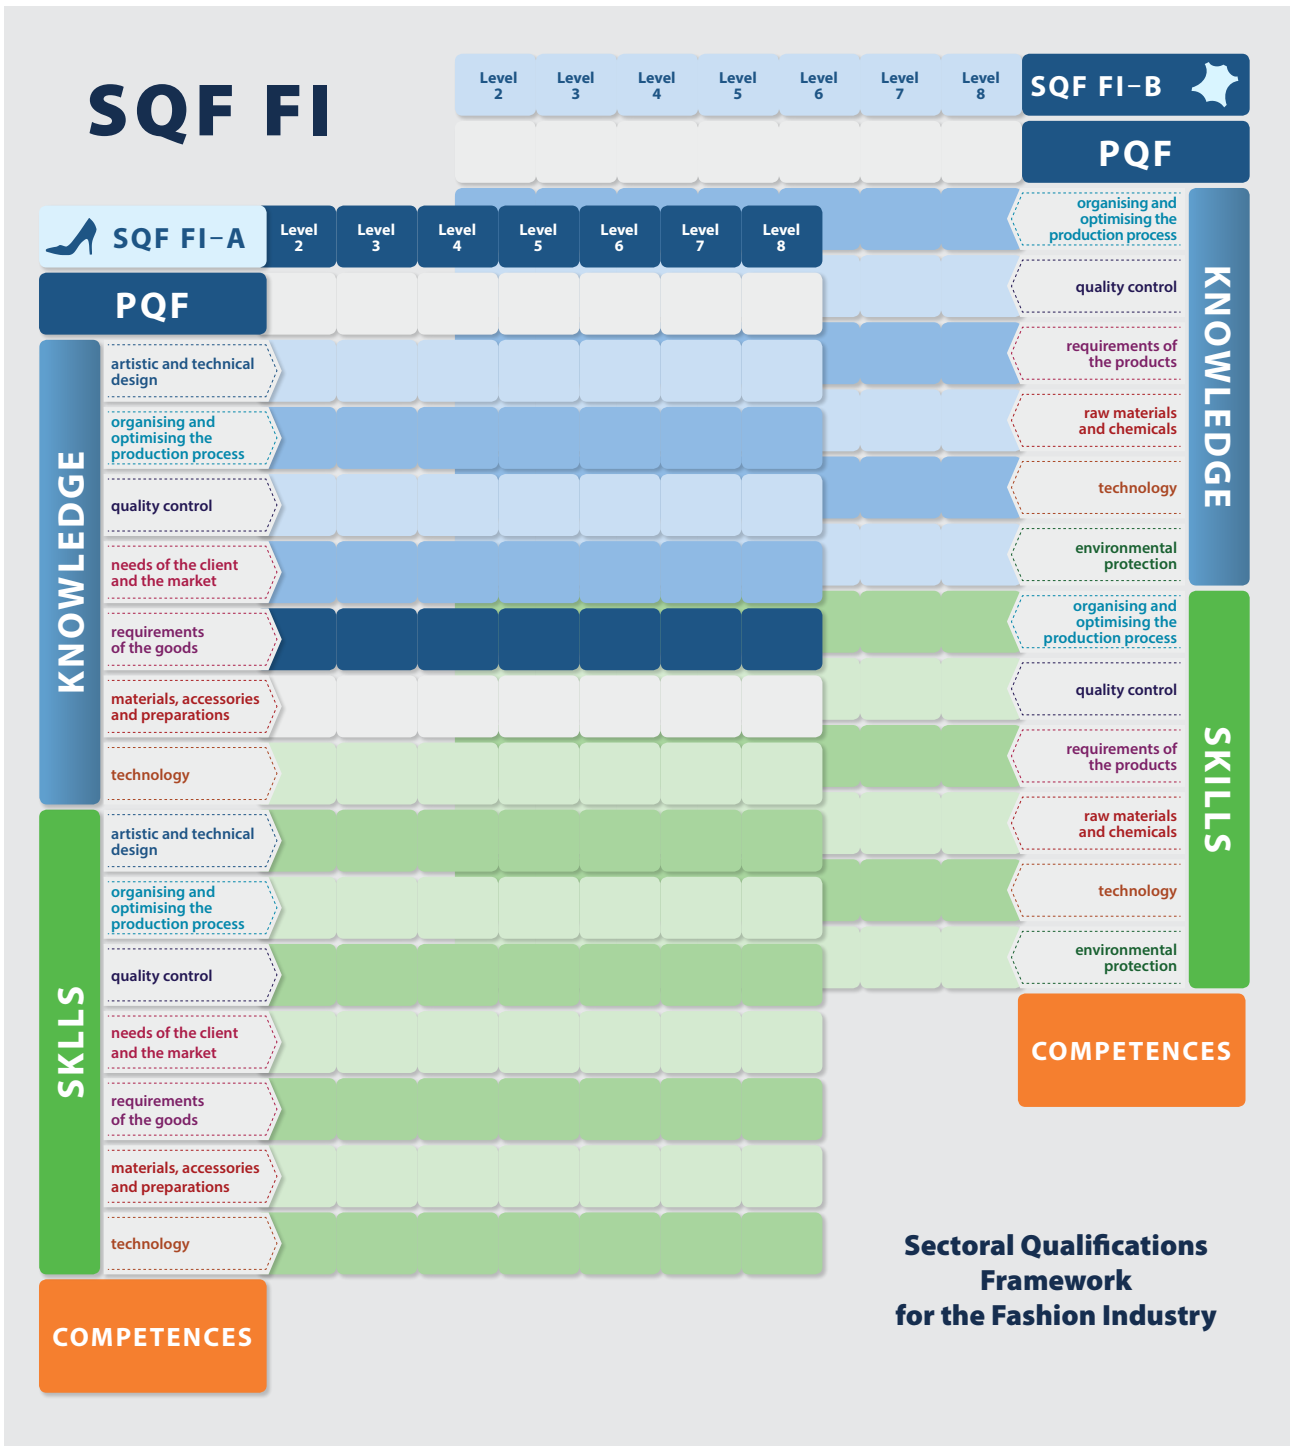 SQF FI
Level Level Level Level Level Level Level
2 3 4 5 6 7 8
SQF FI–B
PQF
organising and
optimising the
production process
quality control
requirements of
the products
raw materials
and chemicals
technology
environmental
protection
KNOWLEDGE
organising and
optimising the
production process
quality control
requirements of
the products
raw materials
and chemicals
technology
environmental
protection
SKILLS
COMPETENCES
SQF FI–A
Level Level Level Level Level Level Level
2 3 4 5 6 7 8
PQF
KNOWLEDGE
artistic and technical
design
organising and
optimising the
production process
quality control
needs of the client
and the market
requirements
of the goods
materials, accessories
and preparations
technology
SKLLS
artistic and technical
design
organising and
optimising the
production process
quality control
needs of the client
and the market
requirements
of the goods
materials, accessories
and preparations
technology
COMPETENCES
Sectoral Qualifications
Framework
for the Fashion Industry